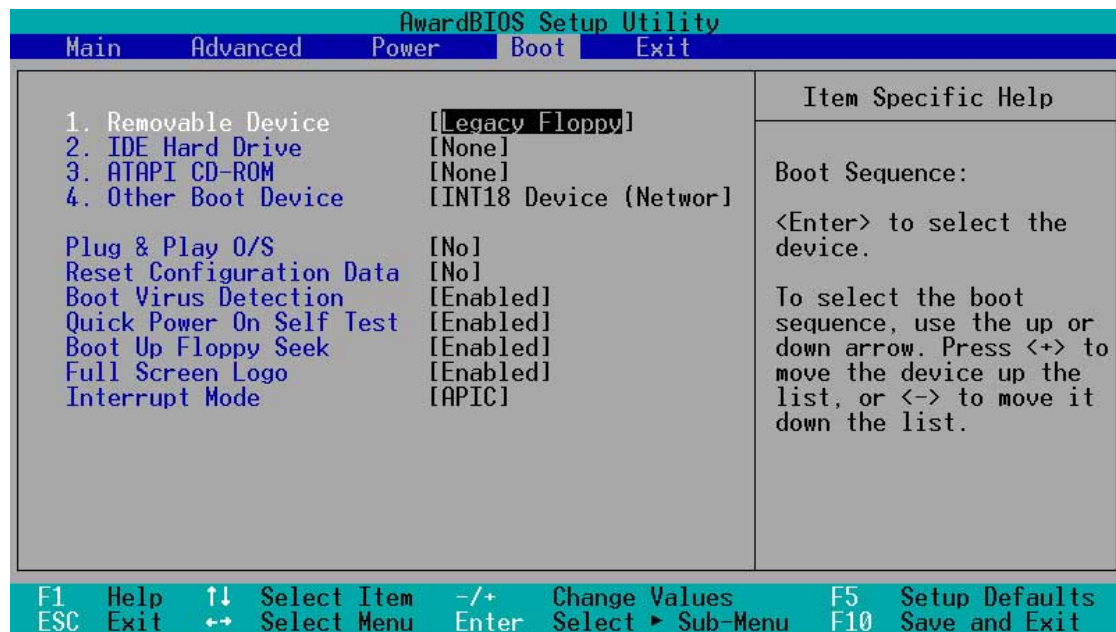 AwardBIOS Setup Utility
Main Advanced Power Boot Exit
1. Removable Device [Legacy Floppy]
2. IDE Hard Drive [None]
3. ATAPI CD-ROM [None]
4. Other Boot Device [INT18 Device (Networ]
Plug & Play O/S [No]
Reset Configuration Data [No]
Boot Virus Detection [Enabled]
Quick Power On Self Test [Enabled]
Boot Up Floppy Seek [Enabled]
Full Screen Logo [Enabled]
Interrupt Mode [APIC]
Item Specific Help
Boot Sequence:
<Enter> to select the
device.
To select the boot
sequence, use the up or
down arrow. Press <+> to
move the device up the
list, or <-> to move it
down the list.
F1 Help ↑↓ Select Item -/+ Change Values F5 Setup Defaults
ESC Exit ←→ Select Menu Enter Select ► Sub-Menu F10 Save and Exit